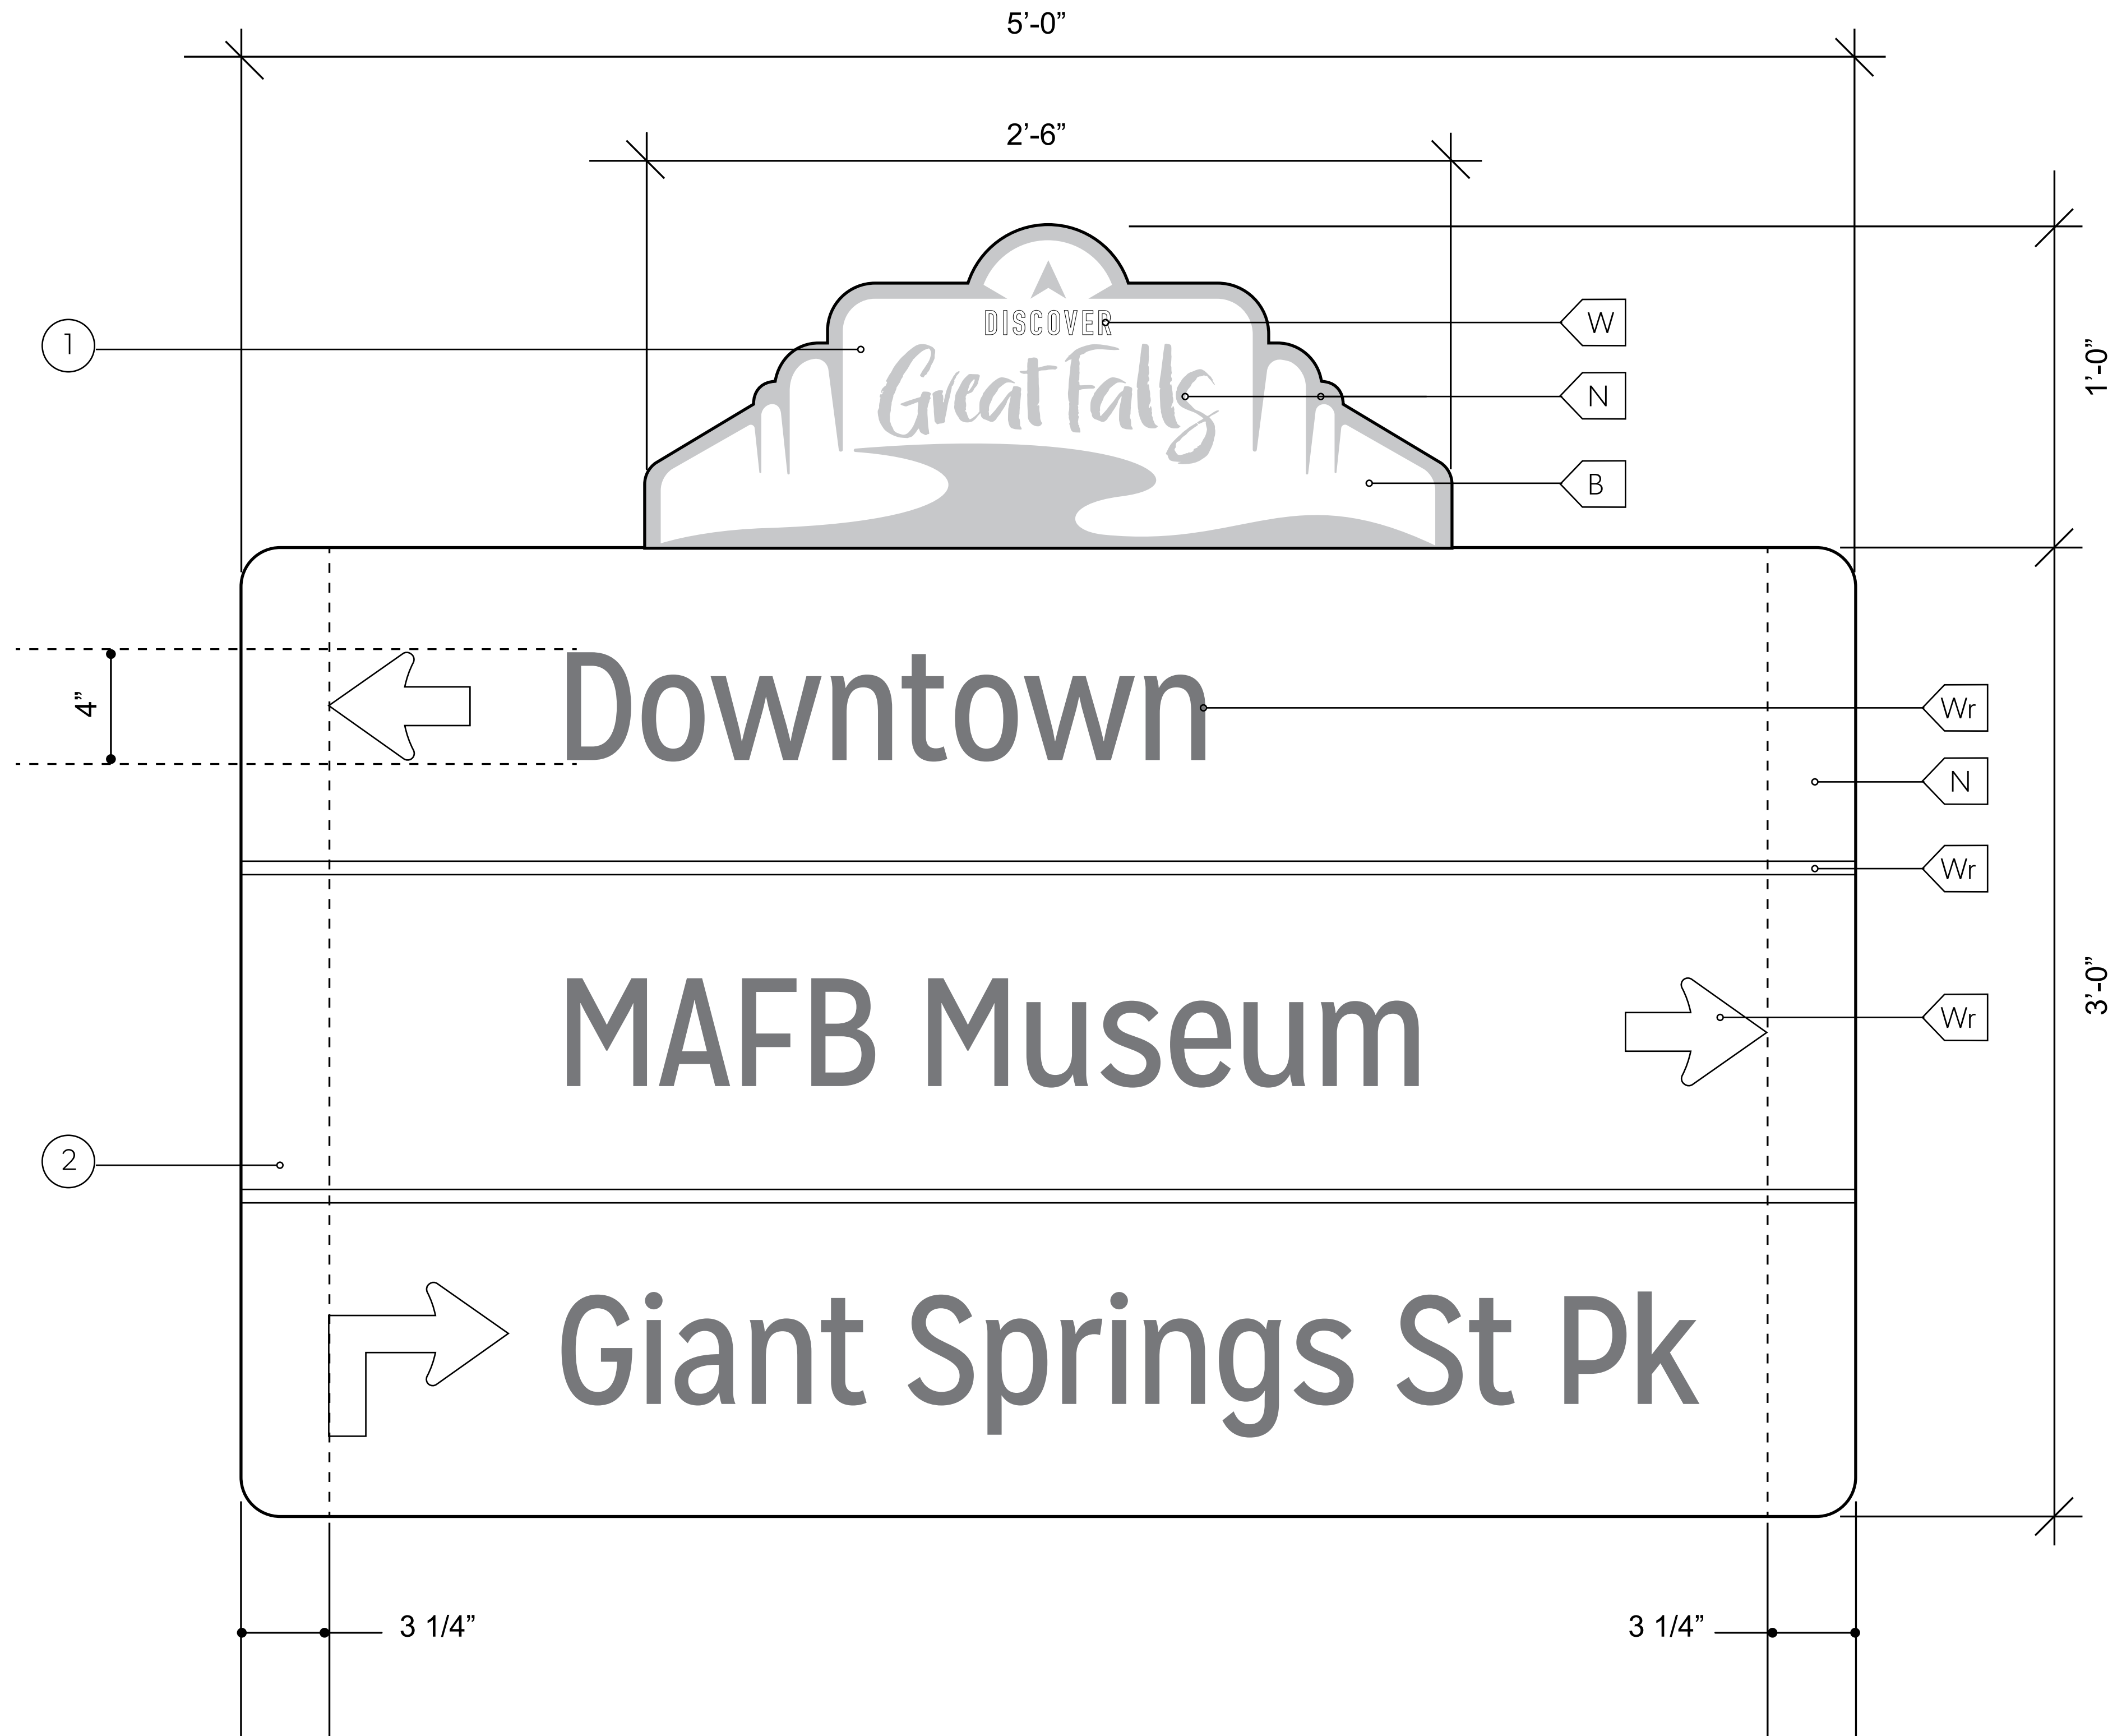 5’-0”
2’-6”
1
DISCOVER
Great Falls
W
N
B
1’-0”
4”
Downtown
Wr
N
Wr
MAFB Museum
Wr
3’-0”
2
Giant Springs St Pk
3 1/4”
3 1/4”